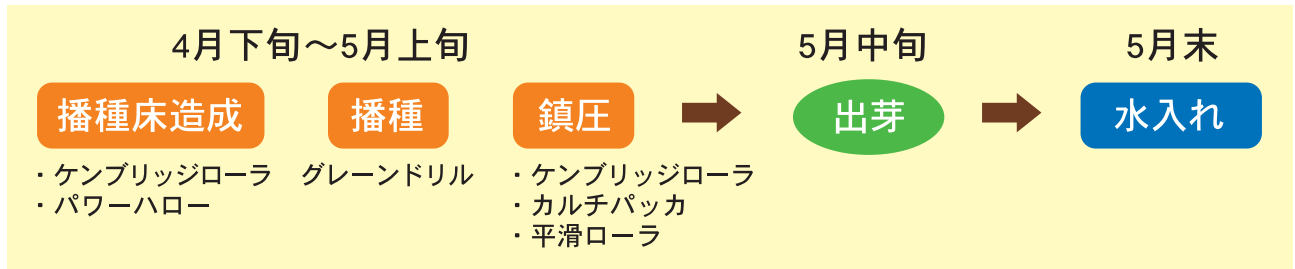 4月下旬～5月上旬
5月中旬
5月末
播種床造成
播種
鎮圧
出芽
水入れ
・ケンブリッジローラ
・パワーハロー
グレーンドリル
・ケンブリッジローラ
・カルチパッカ
・平滑ローラ